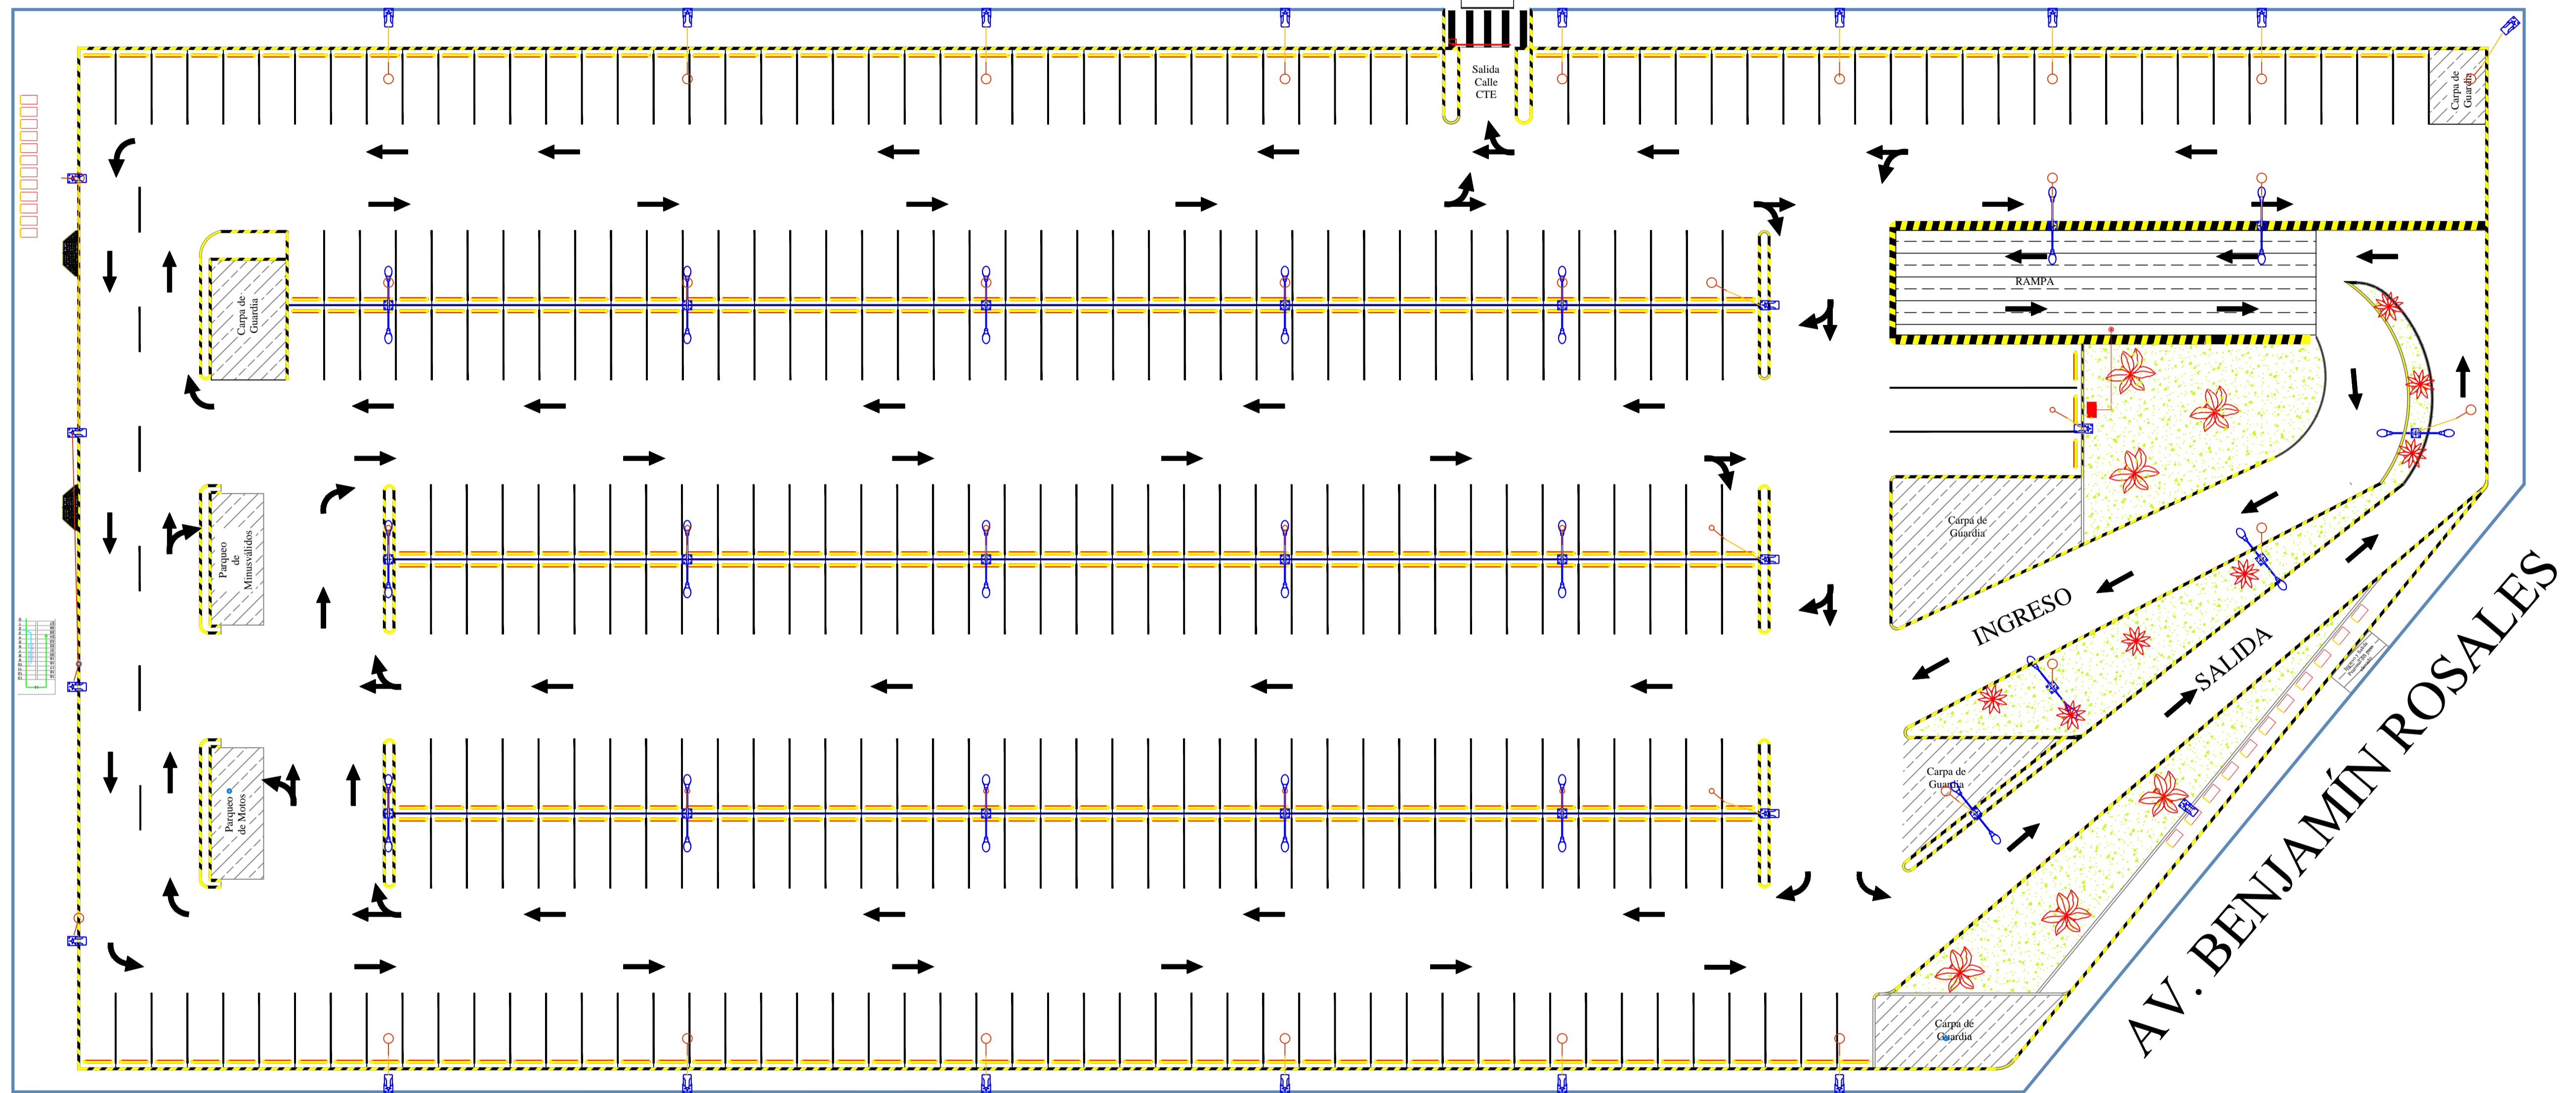 Salida
Calle
CTE
Carpa de
Guardia
Carpa de
Guardia
RAMPA
Parqueo
de
Minusválidos
Carpa de
Guardia
INGRESO
SALIDA
Parqueo
de Motos
Carpa de
Guardia
Carpa de
Guardia
AV. BENJAMÍN ROSALES